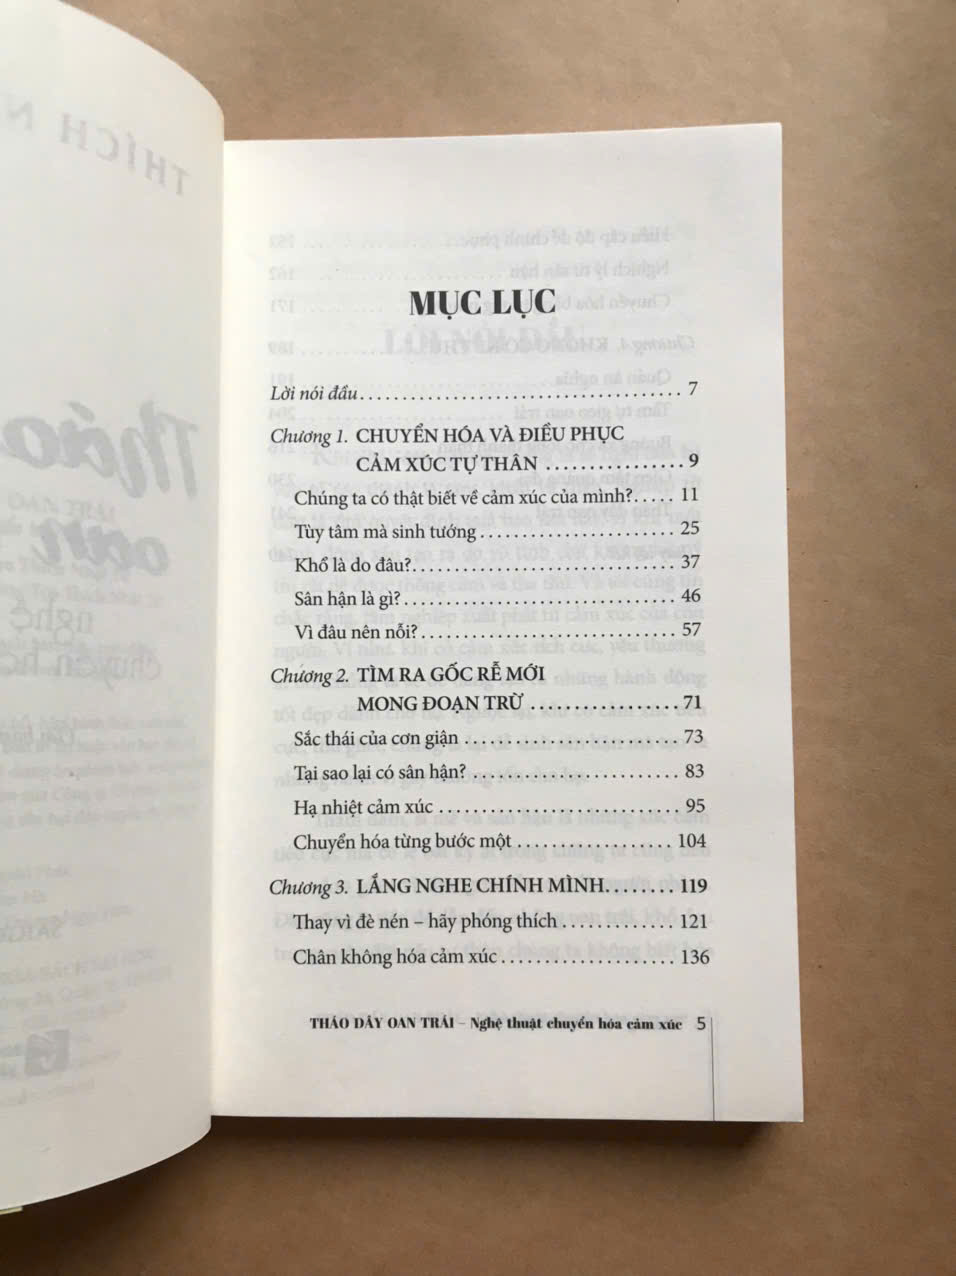 MỤC LỤC
Lời nói đầu.......................................... 7
Chương 1. CHUYỂN HÓA VÀ ĐIỀU PHỤC
CẢM XÚC TỰ THÂN ................. 9
Chúng ta có thật biết về cảm xúc của mình?..... 11
Tùy tâm mà sinh tướng........................ 25
Khổ là do đâu?................................. 37
Sân hận là gì?................................... 46
Vì đâu nên nỗi?................................ 57
Chương 2. TÌM RA GỐC RỄ MỚI
MONG ĐOẠN TRỪ .................. 71
Sắc thái của cơn giận........................... 73
Tại sao lại có sân hận?......................... 83
Hạ nhiệt cảm xúc.............................. 95
Chuyển hóa từng bước một................... 104
Chương 3. LẮNG NGHE CHÍNH MÌNH........ 119
Thay vì đè nén – hãy phóng thích.............. 121
Chân không hóa cảm xúc..................... 136
THÁO DÂY OAN TRÁI – Nghệ thuật chuyển hóa cảm xúc 5